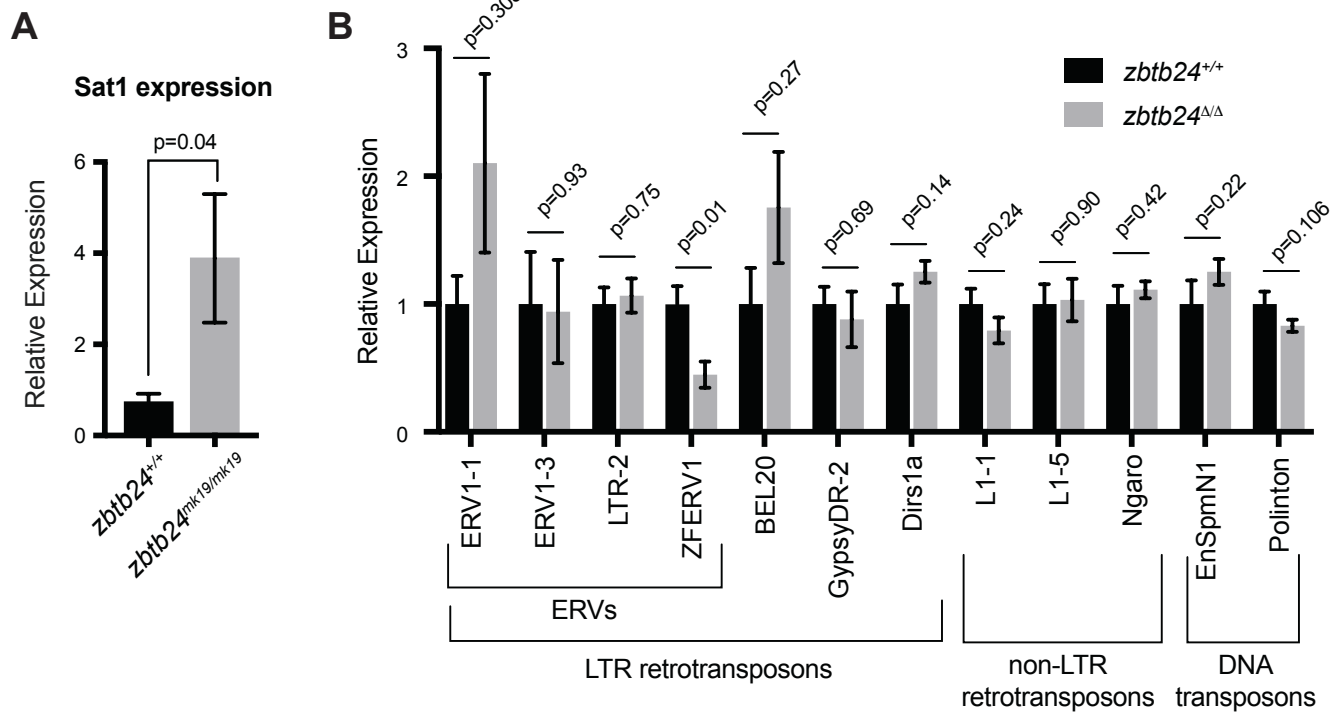 A
Sat1 expression
p=0.04
Relative Expression
6
4
2
0
zbtb24+/+
zbtb24mk19/mk19
B
zbtb24+/+
zbtb24Δ/Δ
Relative Expression
3
2
1
0
p=0.93
p=0.75
p=0.01
p=0.27
p=0.69
p=0.14
p=0.24
p=0.90
p=0.42
p=0.22
p=0.106
ERV1-1
ERV1-3
LTR-2
ZFERV1
BEL20
GypsyDR-2
Dirs1a
L1-1
L1-5
Ngaro
EnSpmN1
Polinton
ERVs
LTR retrotransposons
non-LTR
retrotransposons
DNA
transposons